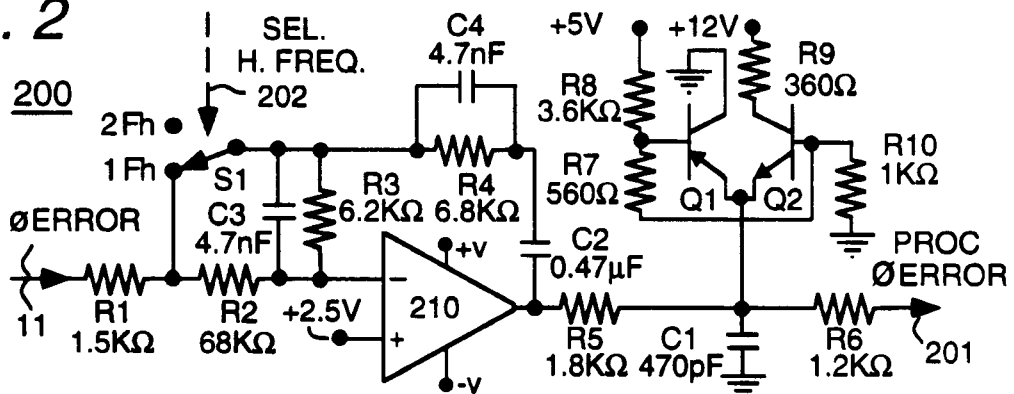 . 2
200
SEL.
H. FREQ.
202
2Fh
1Fh
S1
C4
4.7nF
+5V
+12V
R8
3.6KΩ
R9
360Ω
R7
560Ω
Q1
Q2
R10
1KΩ
R4
6.8KΩ
R3
6.2KΩ
C3
4.7nF
ØERROR
11
R1
1.5KΩ
R2
68KΩ
+2.5V
210
+v
-v
−
+
C2
0.47µF
R5
1.8KΩ
C1
470pF
R6
1.2KΩ
PROC
ØERROR
201